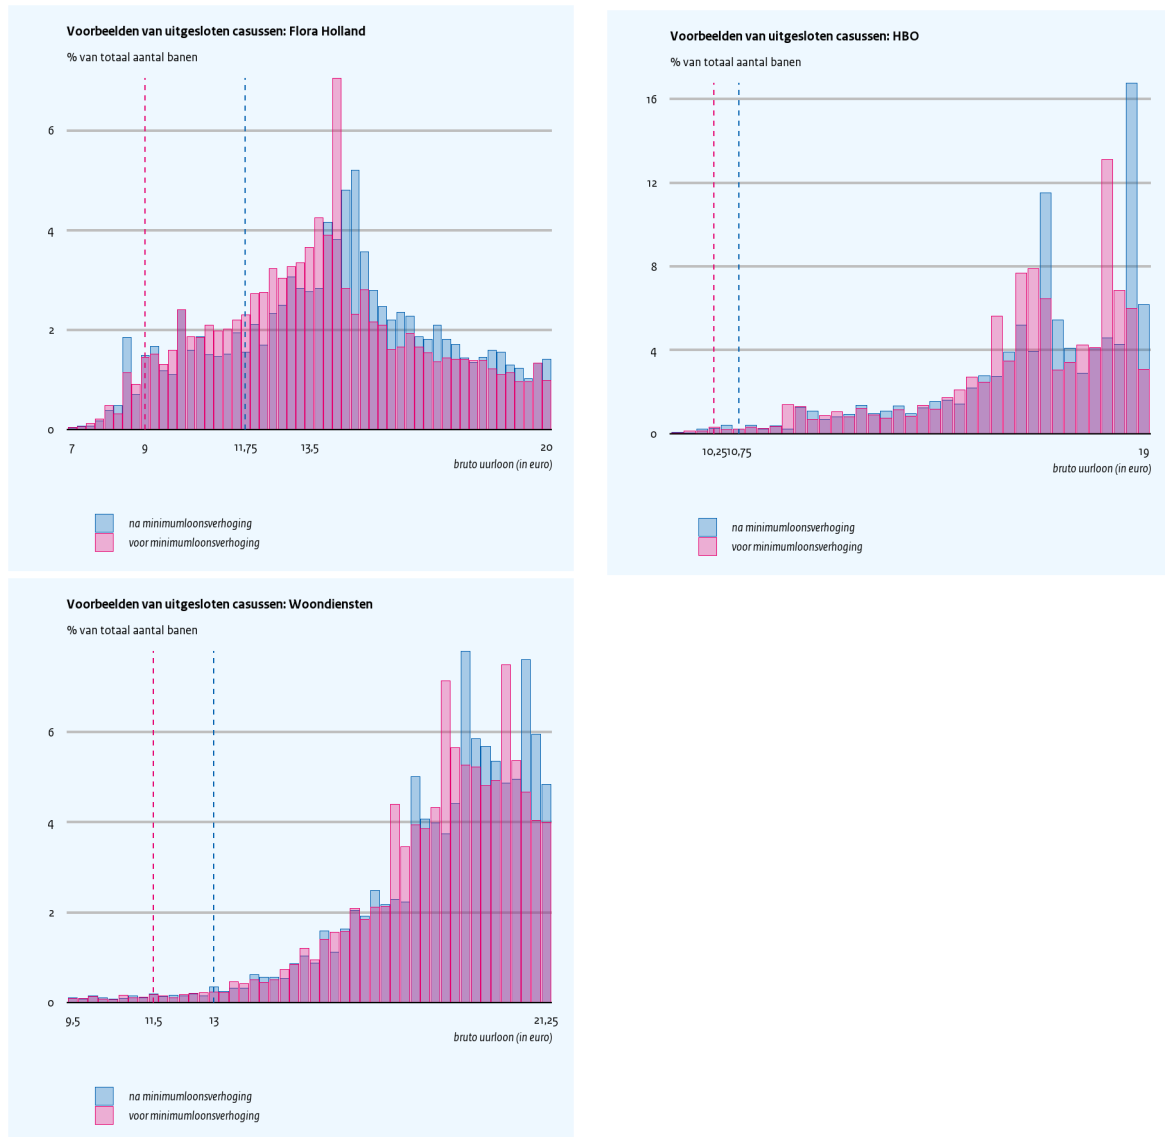 Voorbeelden van uitgesloten casussen: Flora Holland
% van totaal aantal banen
6
4
2
0
7 9 11,75 13,5 20
bruto uurloon (in euro)
na minimumloonsverhoging
voor minimumloonsverhoging
Voorbeelden van uitgesloten casussen: HBO
% van totaal aantal banen
16
12
8
4
0
10,25 10,75 19
bruto uurloon (in euro)
na minimumloonsverhoging
voor minimumloonsverhoging
Voorbeelden van uitgesloten casussen: Woondiensten
% van totaal aantal banen
6
4
2
0
9,5 11,5 13 21,25
bruto uurloon (in euro)
na minimumloonsverhoging
voor minimumloonsverhoging